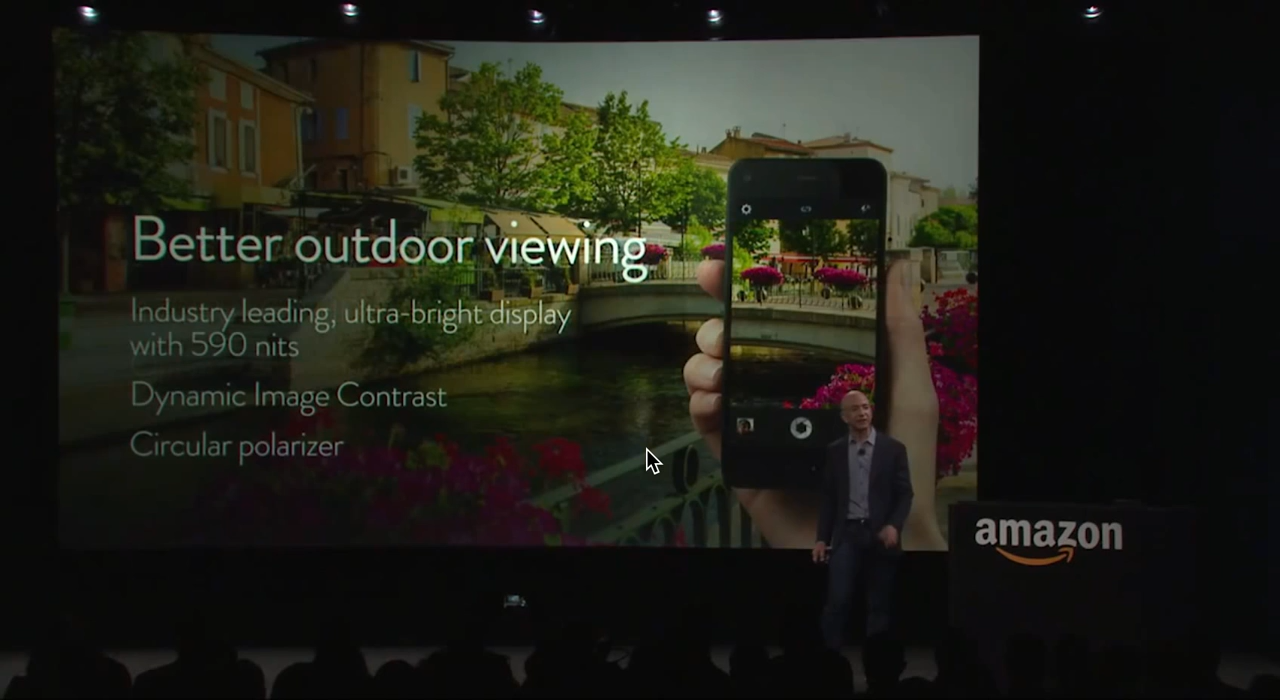 Better outdoor viewing
Industry leading, ultra-bright display
with 590 nits
Dynamic Image Contrast
Circular polarizer
amazon